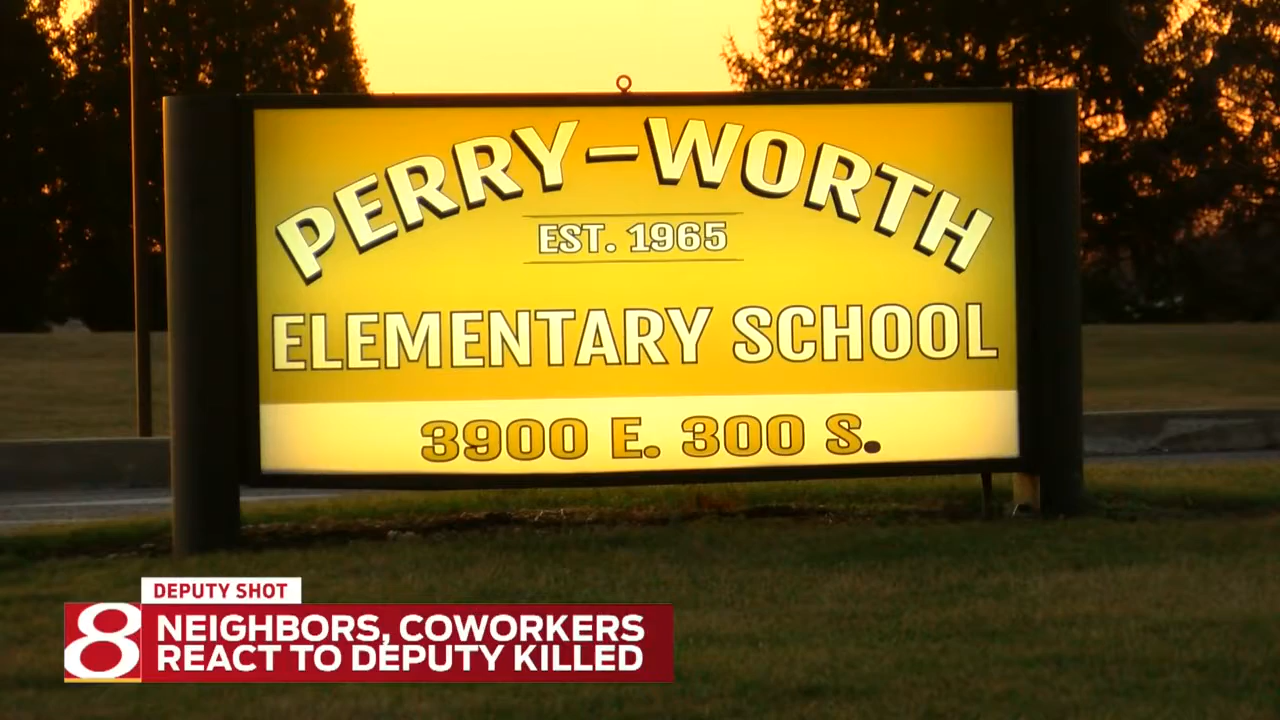 PERRY-WORTH
EST. 1965
ELEMENTARY SCHOOL
3900 E. 300 S.
DEPUTY SHOT
8
NEIGHBORS, COWORKERS
REACT TO DEPUTY KILLED